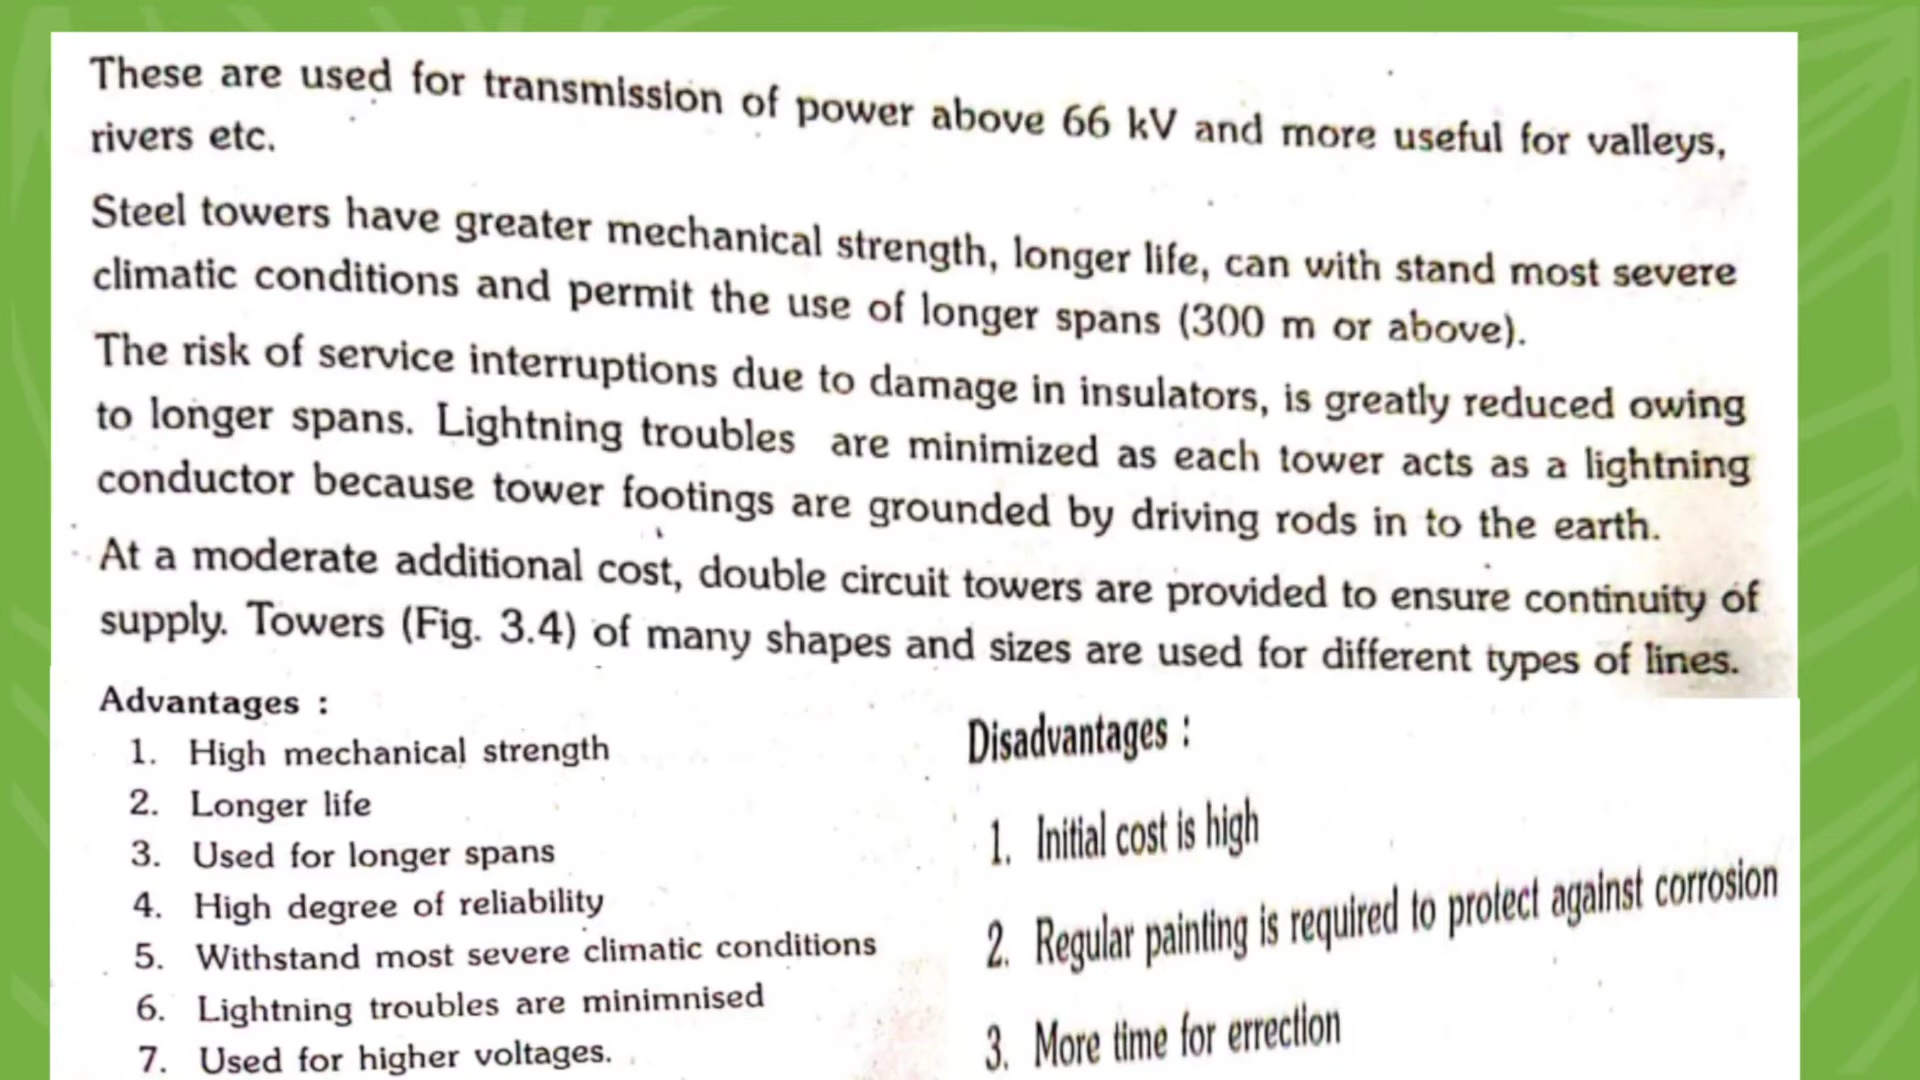 These are used for transmission of power above 66 kV and more useful for valleys,
rivers etc.
Steel towers have greater mechanical strength, longer life, can with stand most severe
climatic conditions and permit the use of longer spans (300 m or above).
The risk of service interruptions due to damage in insulators, is greatly reduced owing
to longer spans. Lightning troubles are minimized as each tower acts as a lightning
conductor because tower footings are grounded by driving rods in to the earth.
At a moderate additional cost, double circuit towers are provided to ensure continuity of
supply. Towers (Fig. 3.4) of many shapes and sizes are used for different types of lines.
Advantages :
1. High mechanical strength
2. Longer life
3. Used for longer spans
4. High degree of reliability
5. Withstand most severe climatic conditions
6. Lightning troubles are minimnised
7. Used for higher voltages.
Disadvantages :
1. Initial cost is high
2. Regular painting is required to protect against corrosion
3. More time for errection